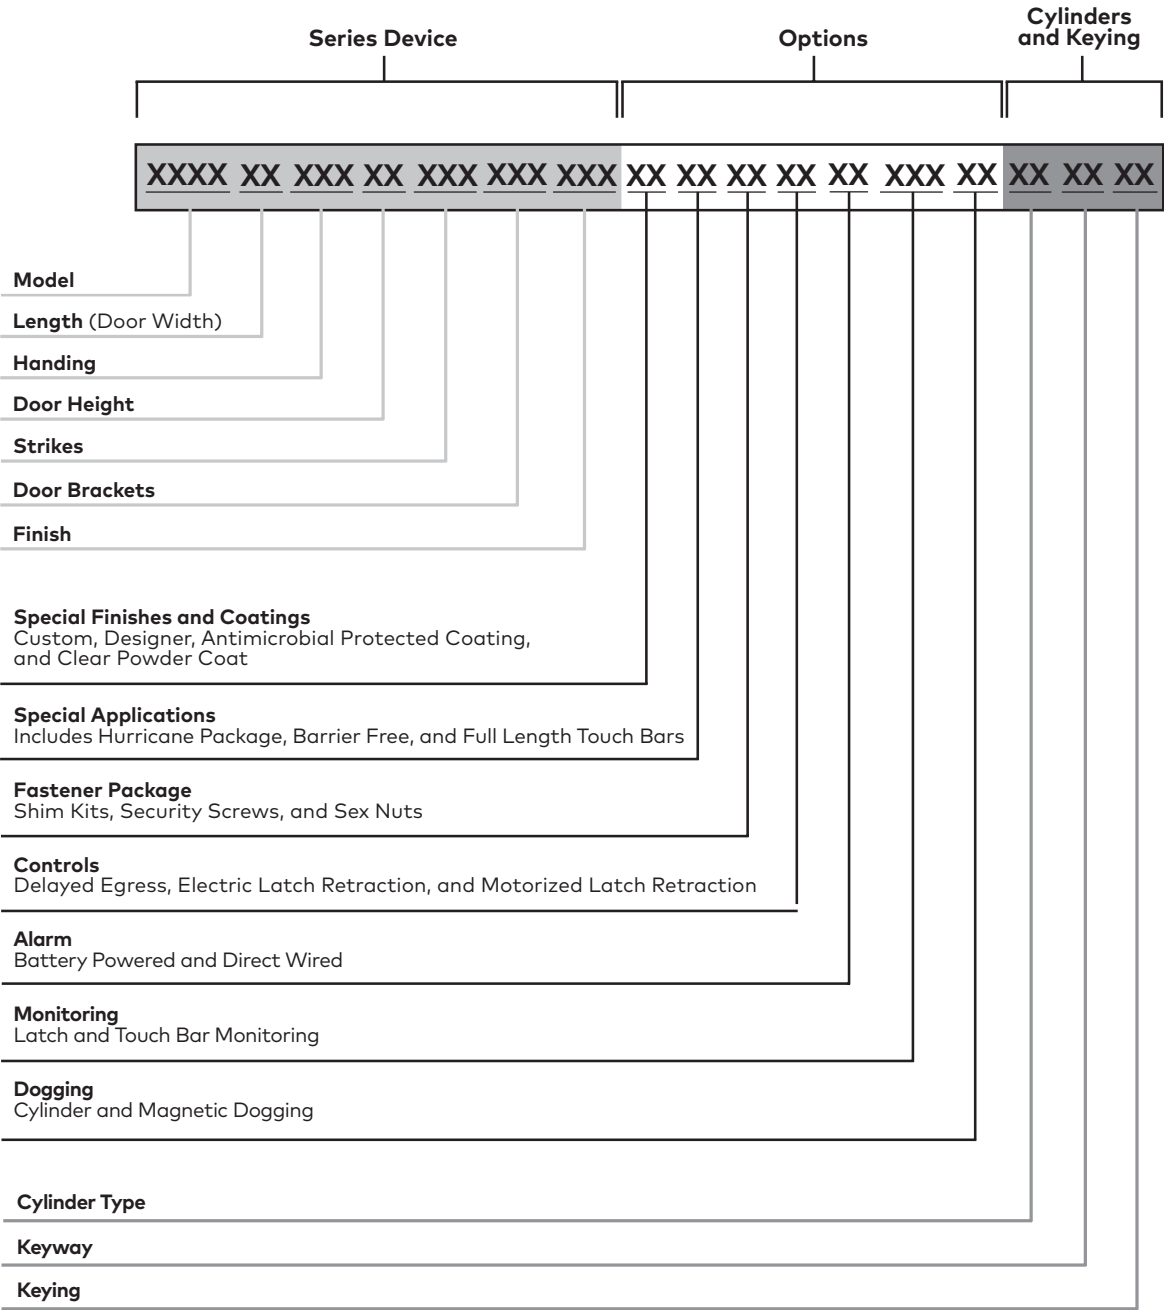 Series Device
Options
Cylinders
and Keying
XXXX XX XXX XX XXX XXX XXX XX XX XX XX XX XXX XX XX XX XX
Model
Length (Door Width)
Handing
Door Height
Strikes
Door Brackets
Finish
Special Finishes and Coatings
Custom, Designer, Antimicrobial Protected Coating,
and Clear Powder Coat
Special Applications
Includes Hurricane Package, Barrier Free, and Full Length Touch Bars
Fastener Package
Shim Kits, Security Screws, and Sex Nuts
Controls
Delayed Egress, Electric Latch Retraction, and Motorized Latch Retraction
Alarm
Battery Powered and Direct Wired
Monitoring
Latch and Touch Bar Monitoring
Dogging
Cylinder and Magnetic Dogging
Cylinder Type
Keyway
Keying